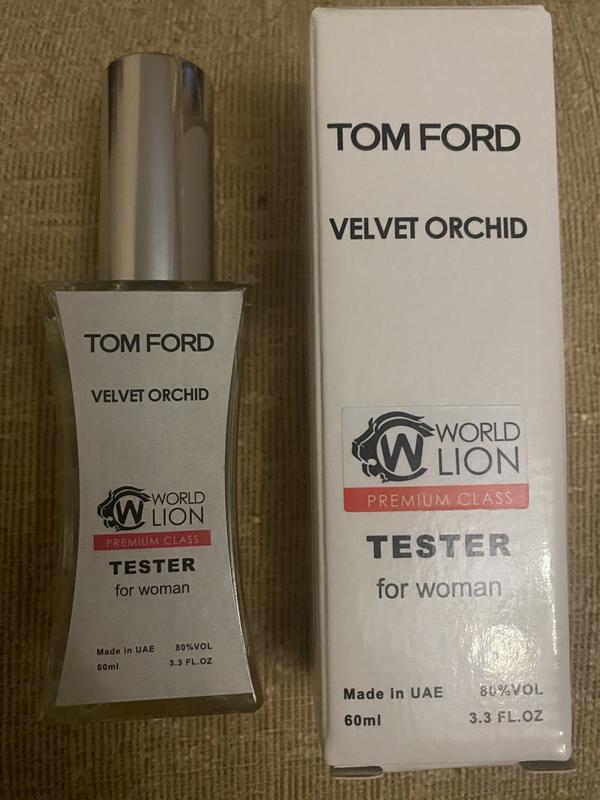 TOM FORD
VELVET ORCHID
W WORLD
LION
PREMIUM CLASS
TESTER
for woman
Made in UAE 80%VOL
60ml 3.3 FL.OZ
TOM FORD
VELVET ORCHID
W WORLD
LION
PREMIUM CLASS
TESTER
for woman
Made in UAE 80%VOL
60ml 3.3 FL.OZ